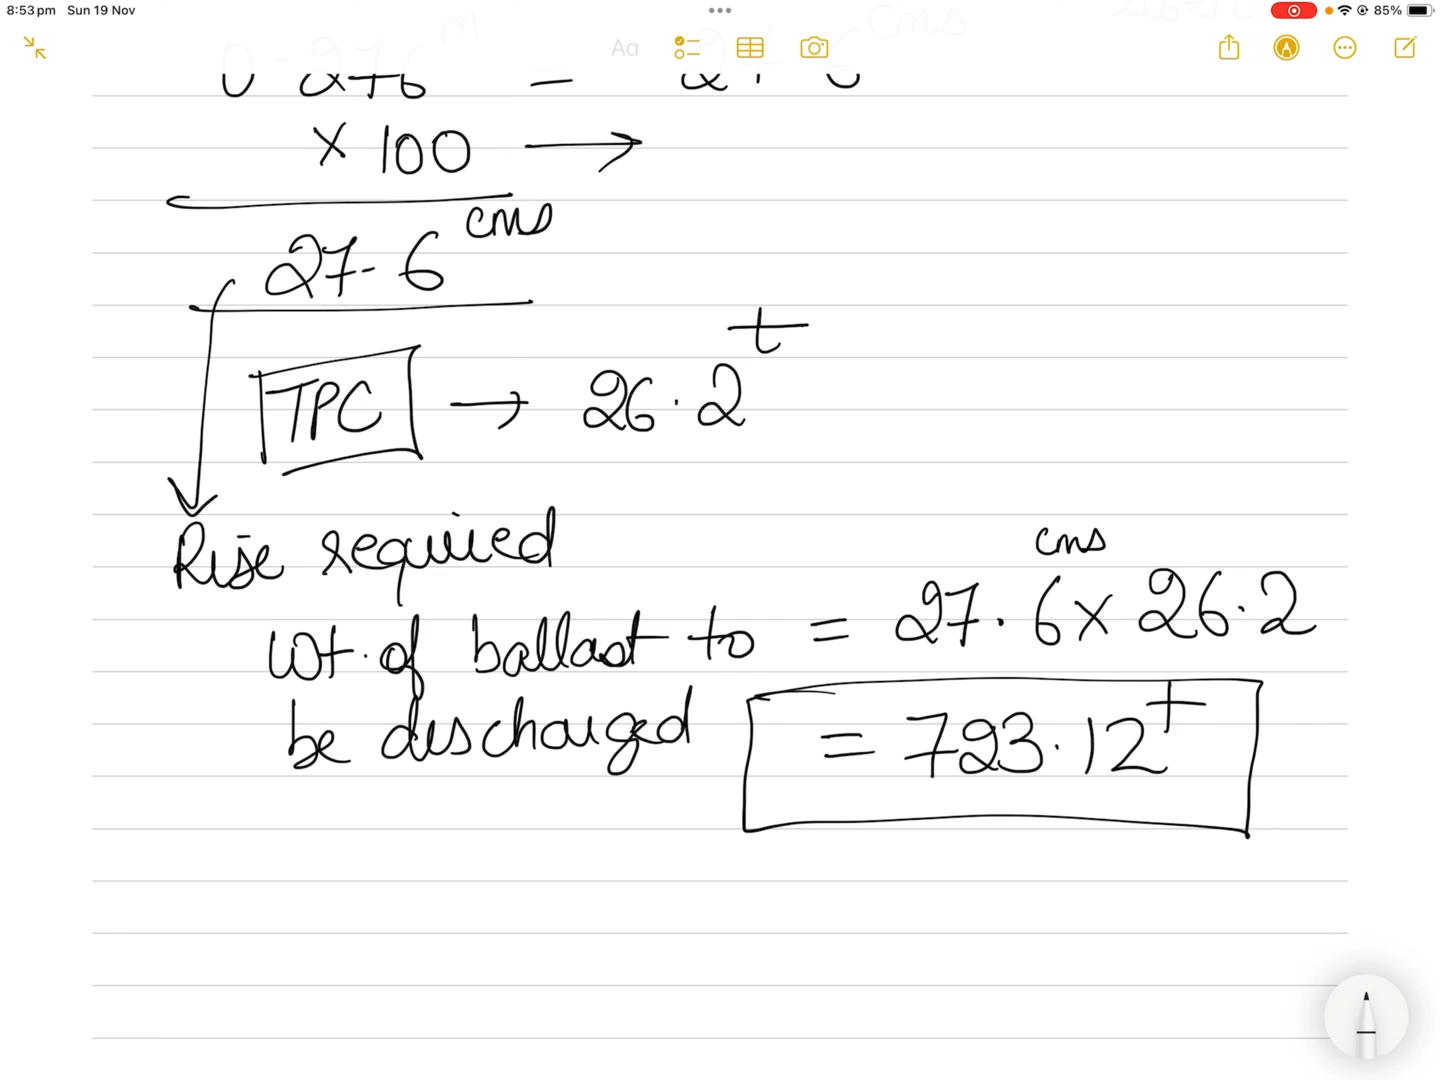 8:53 pm Sun 19 Nov
85%
Aa
× 100 →
27.6 cms
TPC → 26.2 t
Rise required
cms
wt. of ballast to = 27.6 × 26.2
be discharged = 723.12 t